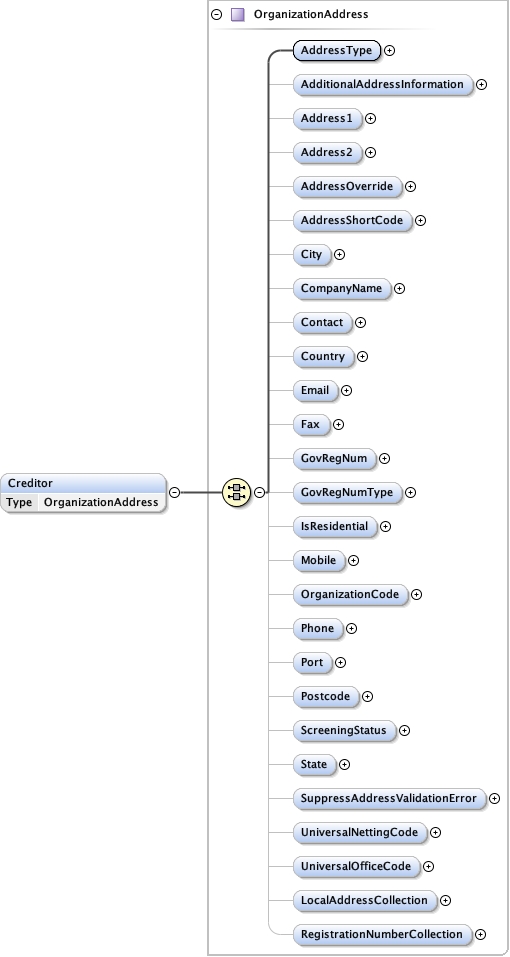 OrganizationAddress
AddressType
AdditionalAddressInformation
Address1
Address2
AddressOverride
AddressShortCode
City
CompanyName
Contact
Country
Email
Fax
GovRegNum
Creditor
Type OrganizationAddress
GovRegNumType
IsResidential
Mobile
OrganizationCode
Phone
Port
Postcode
ScreeningStatus
State
SuppressAddressValidationError
UniversalNettingCode
UniversalOfficeCode
LocalAddressCollection
RegistrationNumberCollection